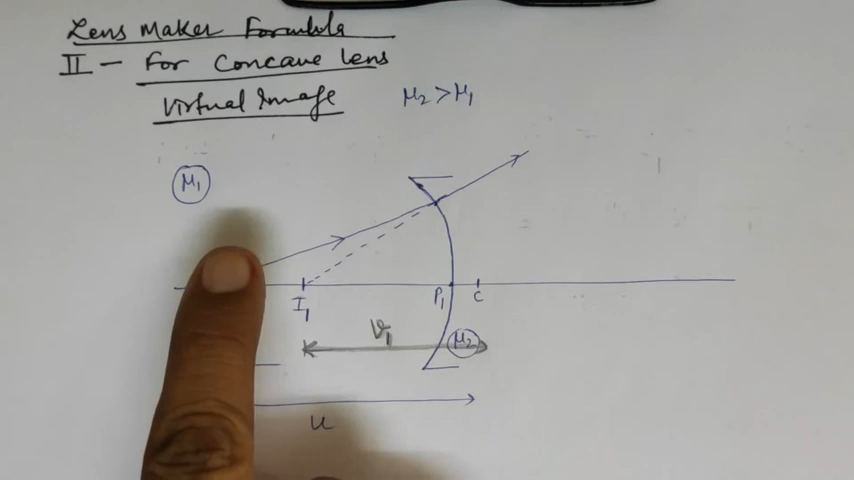 Lens Maker Formula
II - For Concave lens
Virtual Image
μ₂ > μ₁
μ₁
I₁
P₁
C
v₁
μ₂
u